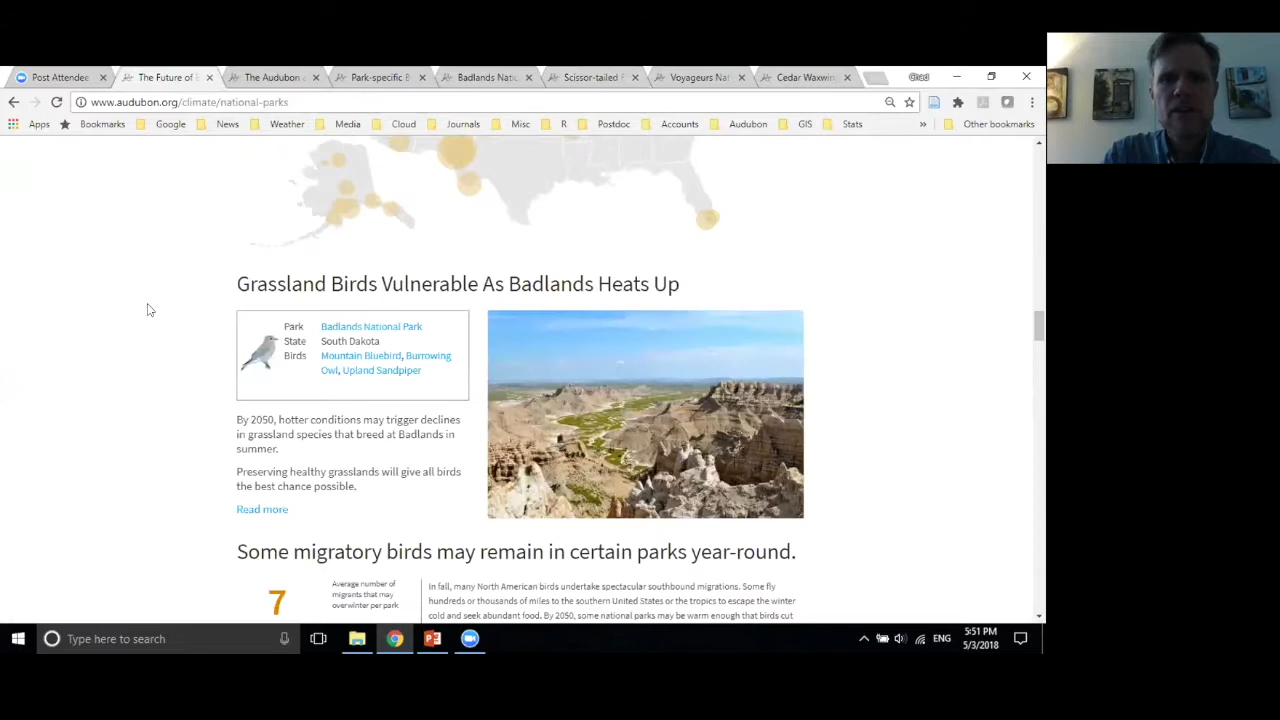 Post Attendee
The Future of B
The Audubon a
Park-specific B
Badlands Natio
Scissor-tailed F
Voyageurs Nat
Cedar Waxwin
Chad
www.audubon.org/climate/national-parks
Apps
Bookmarks
Google
News
Weather
Media
Cloud
Journals
Misc
R
Postdoc
Accounts
Audubon
GIS
Stats
»
Other bookmarks
Grassland Birds Vulnerable As Badlands Heats Up
Park Badlands National Park
State South Dakota
Birds Mountain Bluebird, Burrowing
Owl, Upland Sandpiper
By 2050, hotter conditions may trigger declines
in grassland species that breed at Badlands in
summer.
Preserving healthy grasslands will give all birds
the best chance possible.
Read more
Some migratory birds may remain in certain parks year-round.
7
Average number of
migrants that may
overwinter per park
In fall, many North American birds undertake spectacular southbound migrations. Some fly
hundreds or thousands of miles to the southern United States or the tropics to escape the winter
cold and seek abundant food. By 2050, some national parks may be warm enough that birds cut
Type here to search
ENG
5:51 PM
5/3/2018